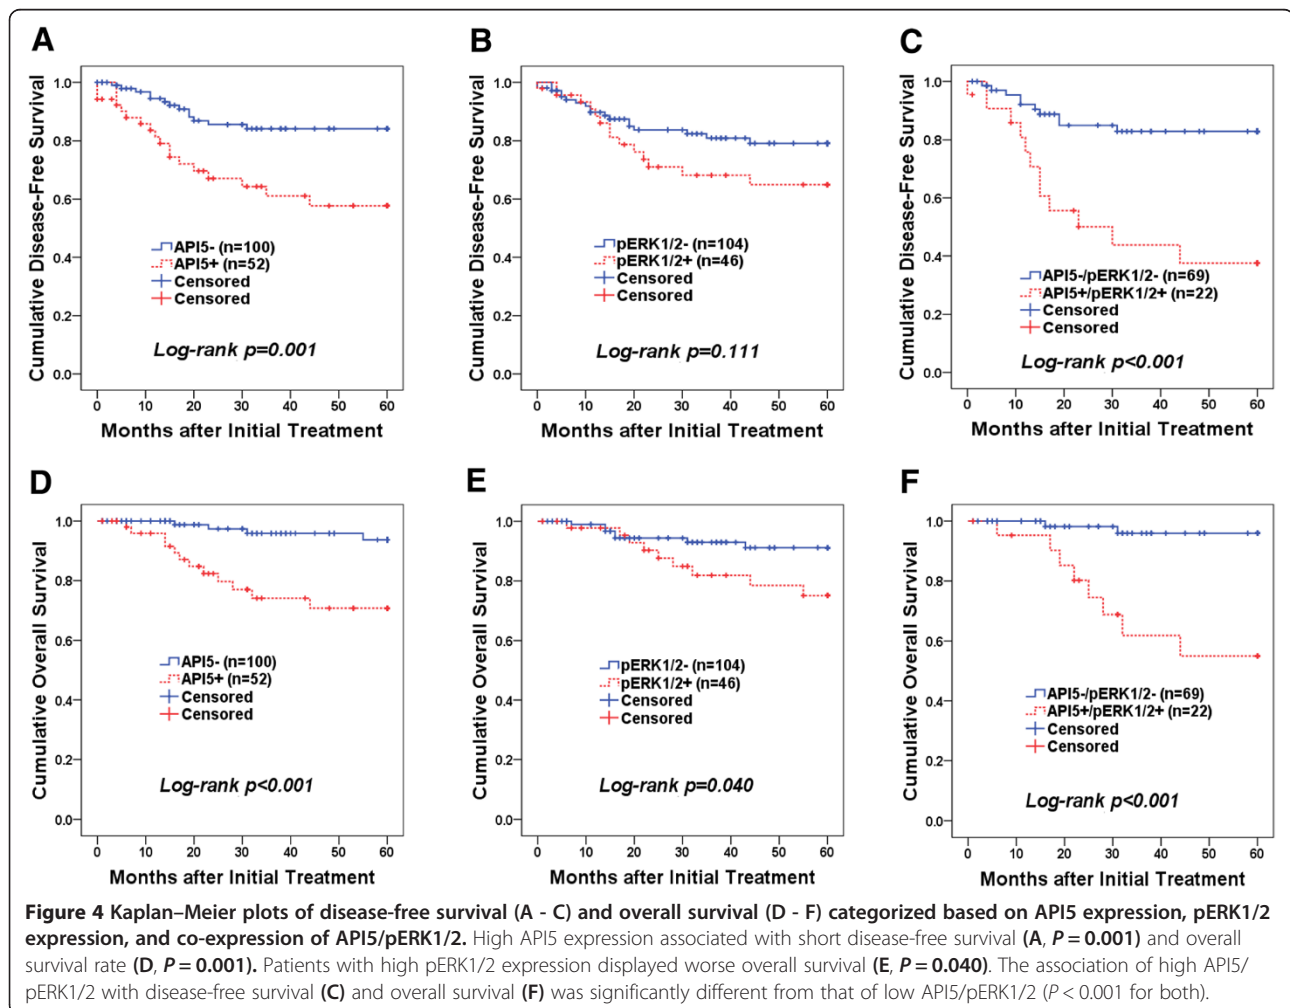 A
Cumulative Disease-Free Survival
1.0
0.8
0.6
0.4
0.2
0.0
API5- (n=100)
API5+ (n=52)
Censored
Censored
Log-rank p=0.001
0 10 20 30 40 50 60
Months after Initial Treatment
B
Cumulative Disease-Free Survival
1.0
0.8
0.6
0.4
0.2
0.0
pERK1/2- (n=104)
pERK1/2+ (n=46)
Censored
Censored
Log-rank p=0.111
0 10 20 30 40 50 60
Months after Initial Treatment
C
Cumulative Disease-Free Survival
1.0
0.8
0.6
0.4
0.2
0.0
API5-/pERK1/2- (n=69)
API5+/pERK1/2+ (n=22)
Censored
Censored
Log-rank p<0.001
0 10 20 30 40 50 60
Months after Initial Treatment
D
Cumulative Overall Survival
1.0
0.8
0.6
0.4
0.2
0.0
API5- (n=100)
API5+ (n=52)
Censored
Censored
Log-rank p<0.001
0 10 20 30 40 50 60
Months after Initial Treatment
E
Cumulative Overall Survival
1.0
0.8
0.6
0.4
0.2
0.0
pERK1/2- (n=104)
pERK1/2+ (n=46)
Censored
Censored
Log-rank p=0.040
0 10 20 30 40 50 60
Months after Initial Treatment
F
Cumulative Overall Survival
1.0
0.8
0.6
0.4
0.2
0.0
API5-/pERK1/2- (n=69)
API5+/pERK1/2+ (n=22)
Censored
Censored
Log-rank p<0.001
0 10 20 30 40 50 60
Months after Initial Treatment
Figure 4 Kaplan–Meier plots of disease-free survival (A - C) and overall survival (D - F) categorized based on API5 expression, pERK1/2
expression, and co-expression of API5/pERK1/2. High API5 expression associated with short disease-free survival (A, P = 0.001) and overall
survival rate (D, P = 0.001). Patients with high pERK1/2 expression displayed worse overall survival (E, P = 0.040). The association of high API5/
pERK1/2 with disease-free survival (C) and overall survival (F) was significantly different from that of low API5/pERK1/2 (P < 0.001 for both).